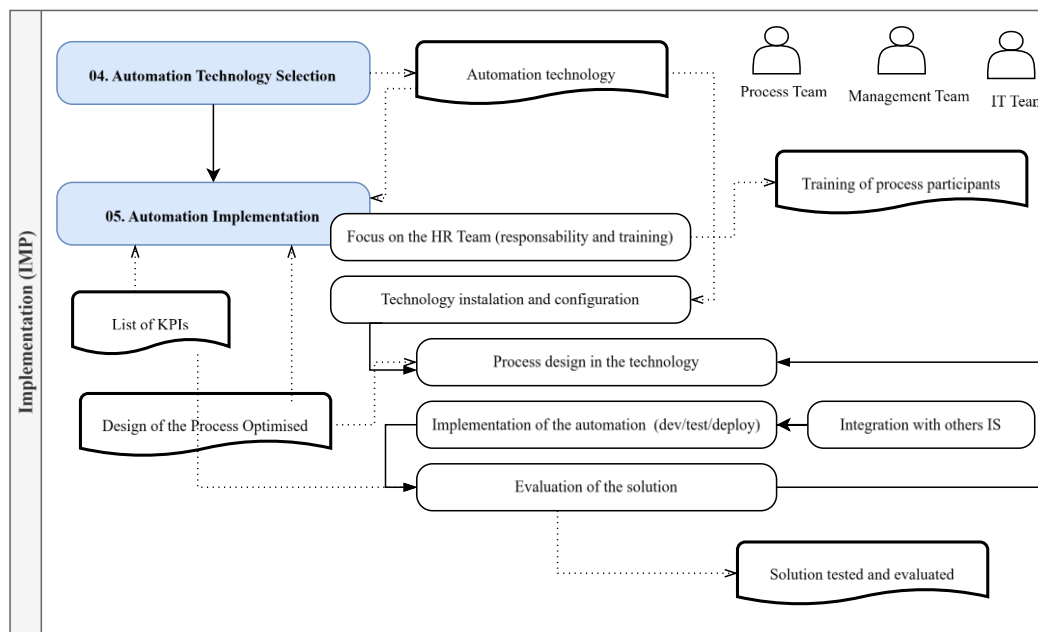 Implementation (IMP)
04. Automation Technology Selection
Automation technology
Process Team
Management Team
IT Team
Training of process participants
05. Automation Implementation
Focus on the HR Team (responsability and training)
Technology instalation and configuration
List of KPIs
Process design in the technology
Design of the Process Optimised
Implementation of the automation (dev/test/deploy)
Integration with others IS
Evaluation of the solution
Solution tested and evaluated